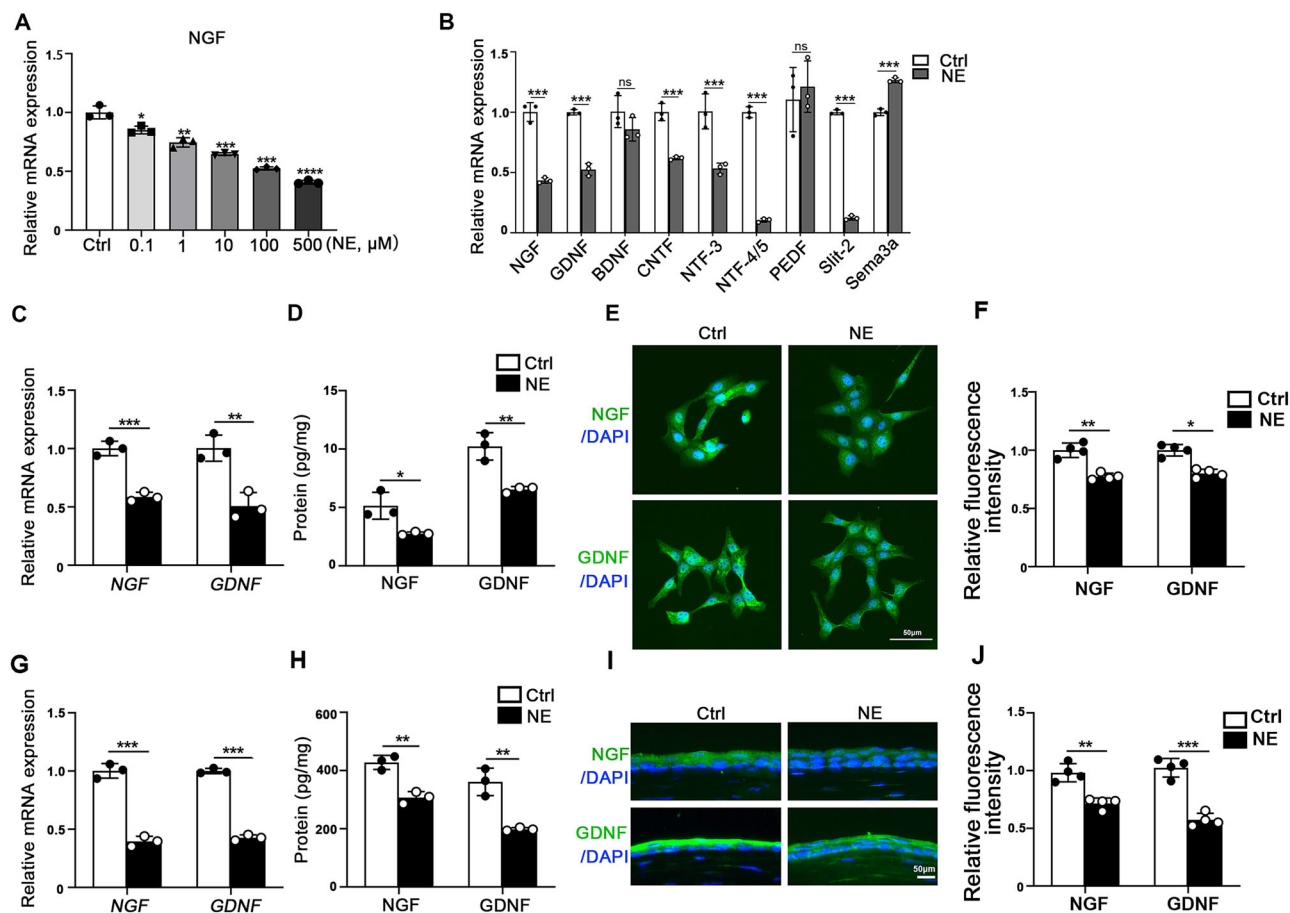 A
NGF
Relative mRNA expression
1.5
1.0
0.5
0
*
**
***
***
****
Ctrl 0.1 1 10 100 500 (NE, μM)
B
Relative mRNA expression
1.5
1.0
0.5
0
***
***
ns
***
***
***
ns
***
***
Ctrl
NE
NGF
GDNF
BDNF
CNTF
NTF-3
NTF-4/5
PEDF
Slit-2
Sema3a
C
Ctrl
NE
Relative mRNA expression
1.5
1.0
0.5
0
***
**
NGF GDNF
D
Ctrl
NE
Protein (pg/mg)
15
10
5
0
*
**
NGF GDNF
E
Ctrl NE
NGF
/DAPI
GDNF
/DAPI
50μm
F
Ctrl
NE
Relative fluorescence
intensity
1.5
1.0
0.5
0
**
*
NGF GDNF
G
Ctrl
NE
Relative mRNA expression
1.5
1.0
0.5
0
***
***
NGF GDNF
H
Ctrl
NE
Protein (pg/mg)
600
400
200
0
**
**
NGF GDNF
I
Ctrl NE
NGF
/DAPI
GDNF
/DAPI
50μm
J
Ctrl
NE
Relative fluorescence
intensity
1.5
1.0
0.5
0
**
***
NGF GDNF